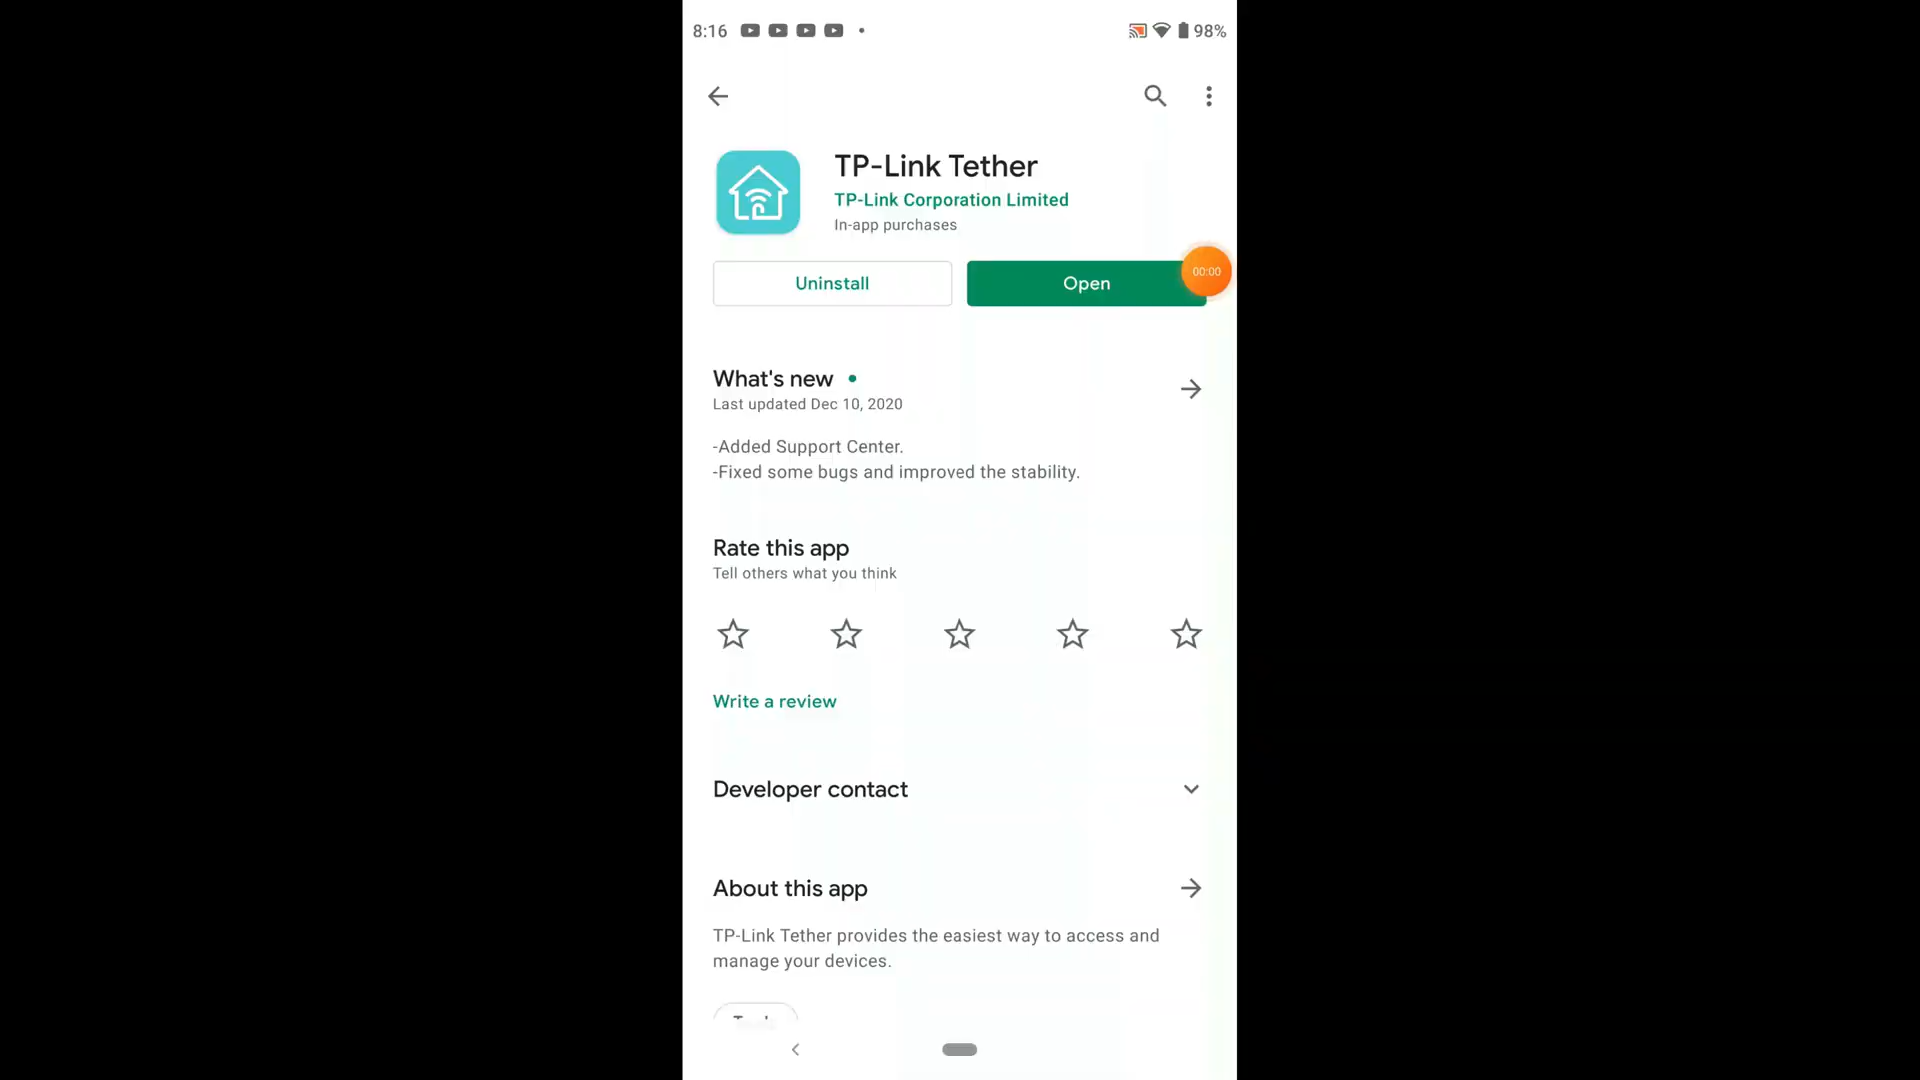 8:16
98%
TP-Link Tether
TP-Link Corporation Limited
In-app purchases
Uninstall
Open
00:00
What's new
Last updated Dec 10, 2020
-Added Support Center.
-Fixed some bugs and improved the stability.
Rate this app
Tell others what you think
Write a review
Developer contact
About this app
TP-Link Tether provides the easiest way to access and
manage your devices.